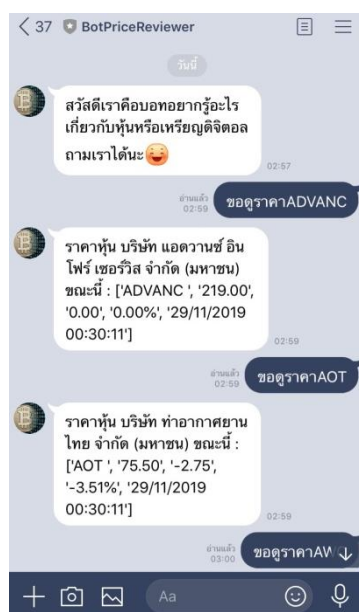 37 BotPriceReviewer
วันนี้
สวัสดีเราคือบอทอยากรู้อะไร
เกี่ยวกับหุ้นหรือเหรียญดิจิตอล
ถามเราได้นะ
02:57
อ่านแล้ว
02:59
ขอดูราคาADVANC
ราคาหุ้น บริษัท แอดวานซ์ อิน
โฟร์ เซอร์วิส จำกัด (มหาชน)
ขณะนี้ : ['ADVANC ', '219.00',
'0.00', '0.00%', '29/11/2019
00:30:11']
02:59
อ่านแล้ว
02:59
ขอดูราคาAOT
ราคาหุ้น บริษัท ท่าอากาศยาน
ไทย จำกัด (มหาชน) ขณะนี้ :
['AOT ', '75.50', '-2.75',
'-3.51%', '29/11/2019
00:30:11']
02:59
อ่านแล้ว
03:00
ขอดูราคาAW
Aa